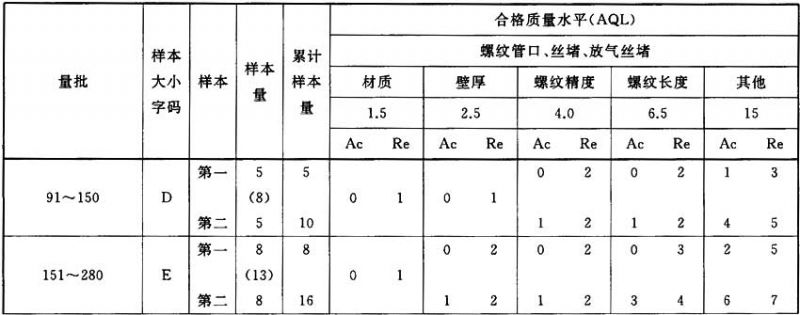 合格质量水平(AQL)
螺纹管口、丝堵、放气丝堵
量批 样本大小字码 样本 样本量 累计样本量 材质 壁厚 螺纹精度 螺纹长度 其他
1.5 2.5 4.0 6.5 15
Ac Re Ac Re Ac Re Ac Re Ac Re
第一 5 5 0 2 0 2 1 3
91~150 D (8) 0 1 0 1
第二 5 10 1 2 1 2 4 5
第一 8 8 0 2 0 2 0 3 2 5
151~280 E (13) 0 1
第二 8 16 1 2 1 2 3 4 6 7